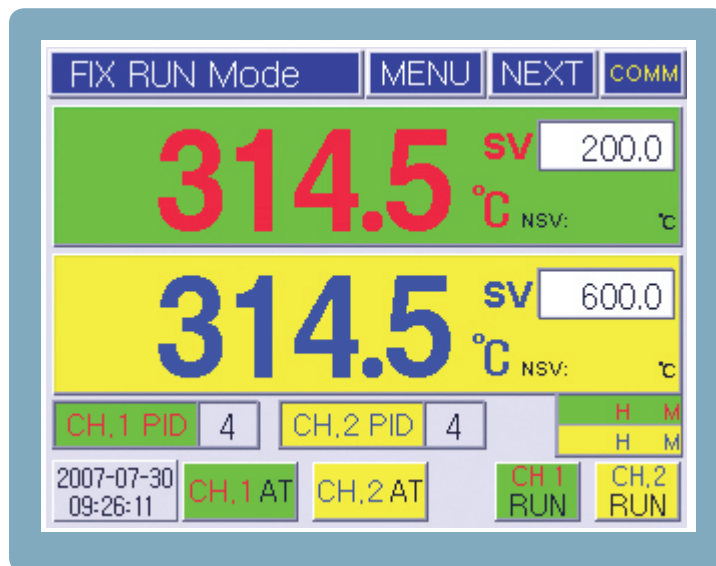 FIX RUN Mode MENU NEXT COMM
314.5 °C SV 200.0
NSV: °C
314.5 °C SV 600.0
NSV: °C
CH.1 PID 4 CH.2 PID 4 H M
H M
2007-07-30
09:26:11
CH.1 AT CH.2 AT CH 1 RUN CH.2 RUN